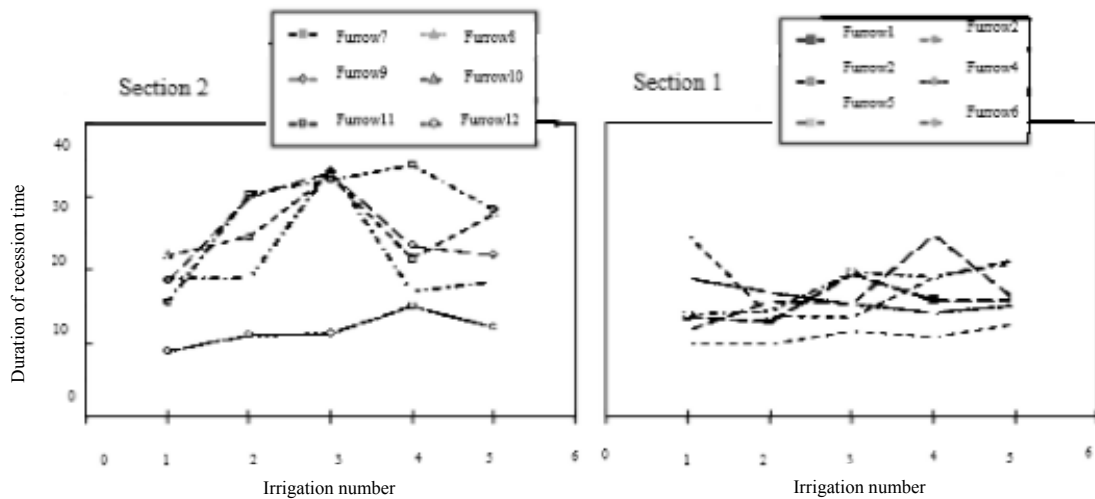 Section 2
Furrow7 Furrow8
Furrow9 Furrow10
Furrow11 Furrow12
Section 1
Furrow1 Furrow2
Furrow2 Furrow4
Furrow5 Furrow6
Duration of recession time
40
30
20
10
0
0 1 2 3 4 5 6
Irrigation number
0 1 2 3 4 5 6
Irrigation number